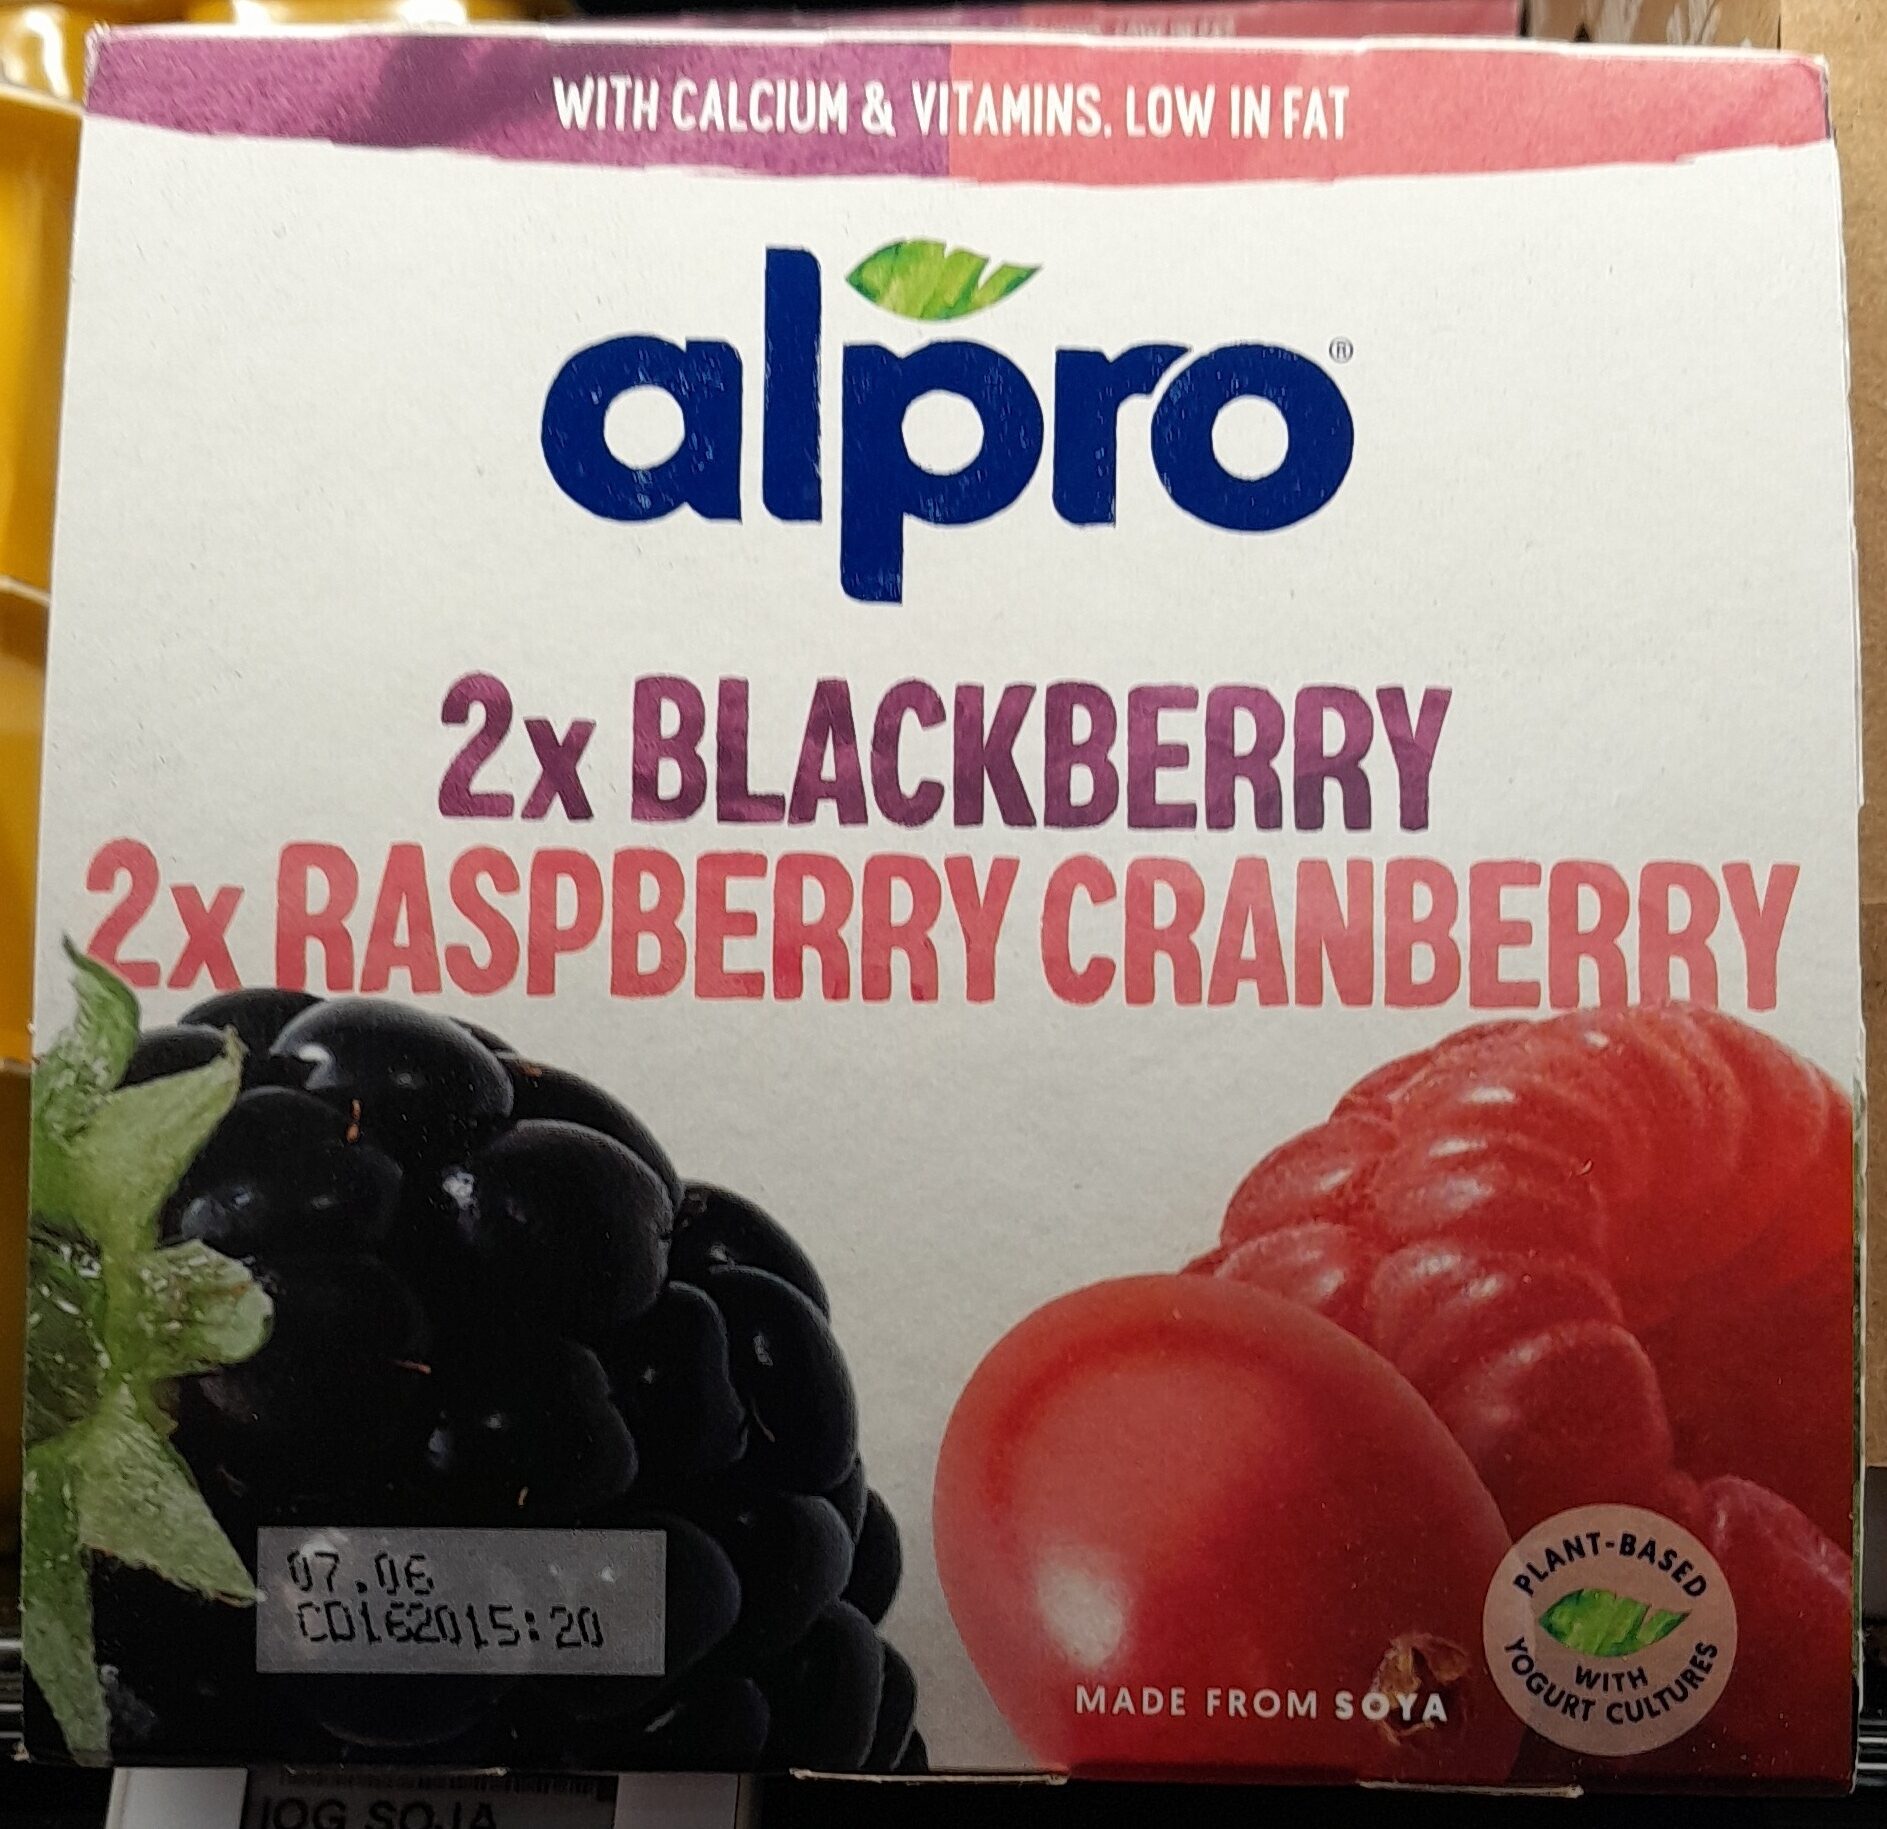 WITH CALCIUM & VITAMINS. LOW IN FAT
alpro®
2x BLACKBERRY
2x RASPBERRY CRANBERRY
07.06
CD162015:20
MADE FROM SOYA
PLANT-BASED
WITH
YOGURT CULTURES
IOG SOJA